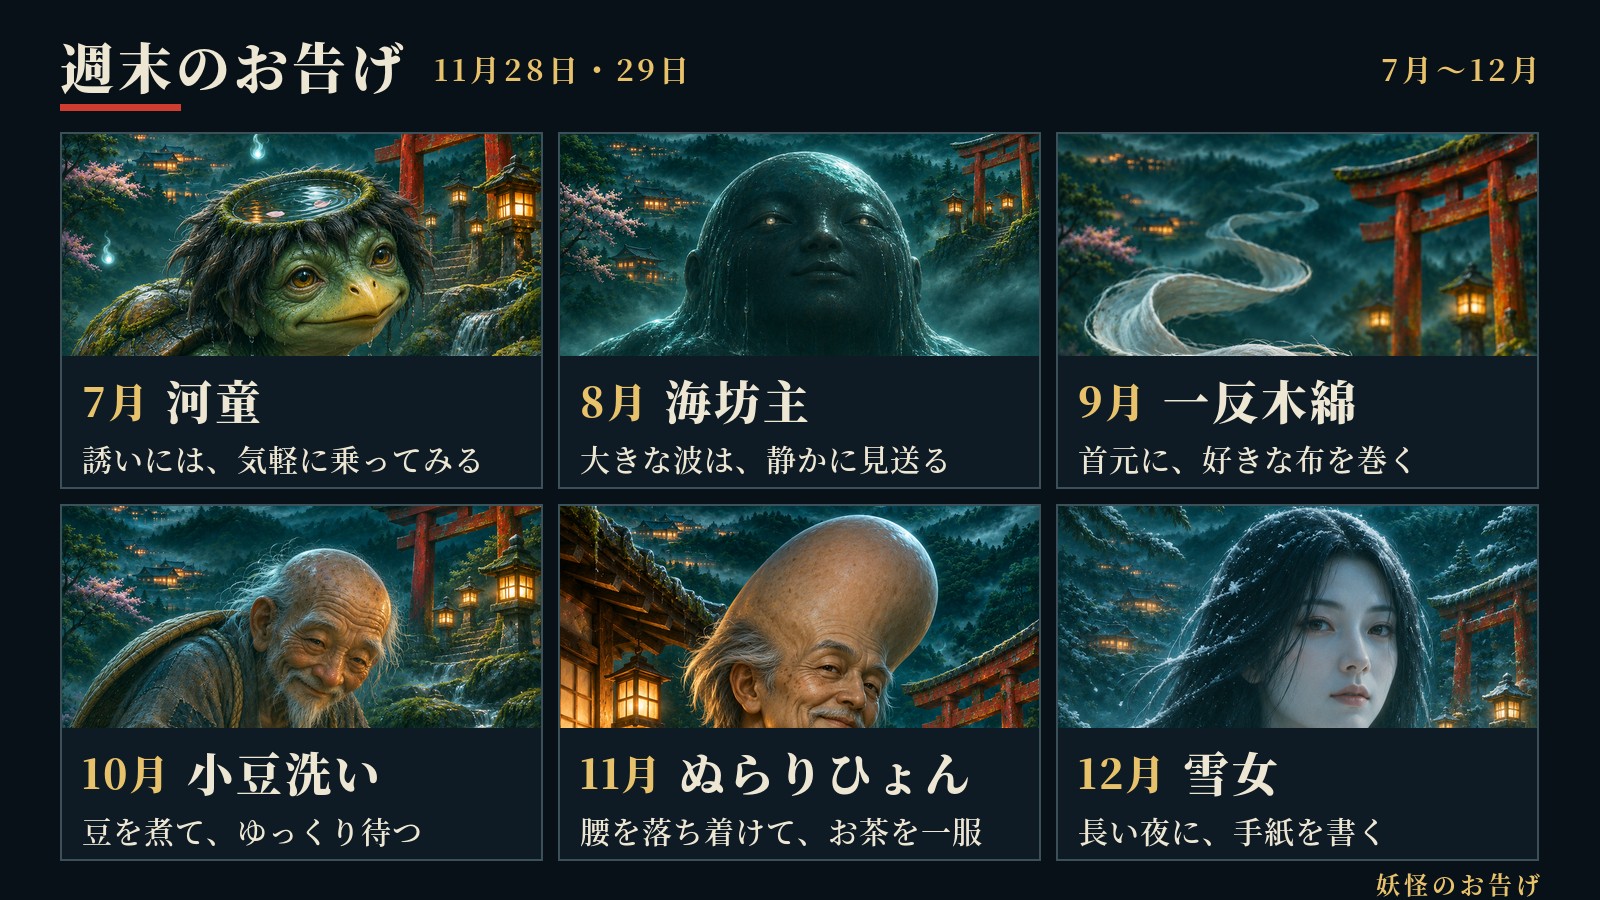 週末のお告げ 11月28日・29日 7月～12月
7月 河童
誘いには、気軽に乗ってみる
8月 海坊主
大きな波は、静かに見送る
9月 一反木綿
首元に、好きな布を巻く
10月 小豆洗い
豆を煮て、ゆっくり待つ
11月 ぬらりひょん
腰を落ち着けて、お茶を一服
12月 雪女
長い夜に、手紙を書く
妖怪のお告げ